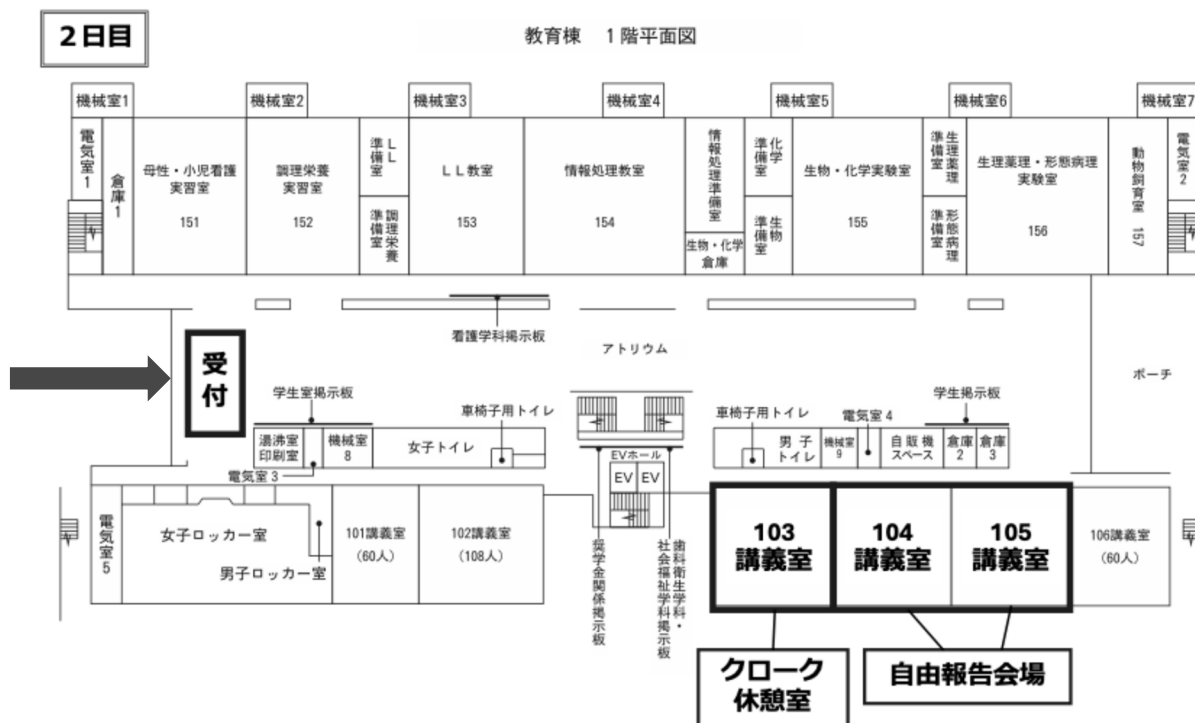 2日目
教育棟 1階平面図
機械室1
機械室2
機械室3
機械室4
機械室5
機械室6
機械室7
電気室1
倉庫1
母性・小児看護
実習室
151
調理栄養
実習室
152
LL
準備室
調理栄養
準備室
LL教室
153
情報処理教室
154
情報処理準備室
生物・化学
倉庫
化学
準備室
生物
準備室
生物・化学実験室
155
生理薬理
準備室
形態病理
準備室
生理薬理・形態病理
実験室
156
動物飼育室 157
電気室2
看護学科掲示板
アトリウム
ポーチ
受付
学生室掲示板
車椅子用トイレ
湯沸室
印刷室
機械室
8
女子トイレ
電気室3
EVホール
EV
EV
車椅子用トイレ
電気室4
学生掲示板
男子
トイレ
機械室
9
自販機
スペース
倉庫
2
倉庫
3
電気室5
女子ロッカー室
男子ロッカー室
101講義室
(60人)
102講義室
(108人)
奨学金関係掲示板
歯科衛生学科・
社会福祉学科掲示板
103
講義室
104
講義室
105
講義室
106講義室
(60人)
クローク
休憩室
自由報告会場